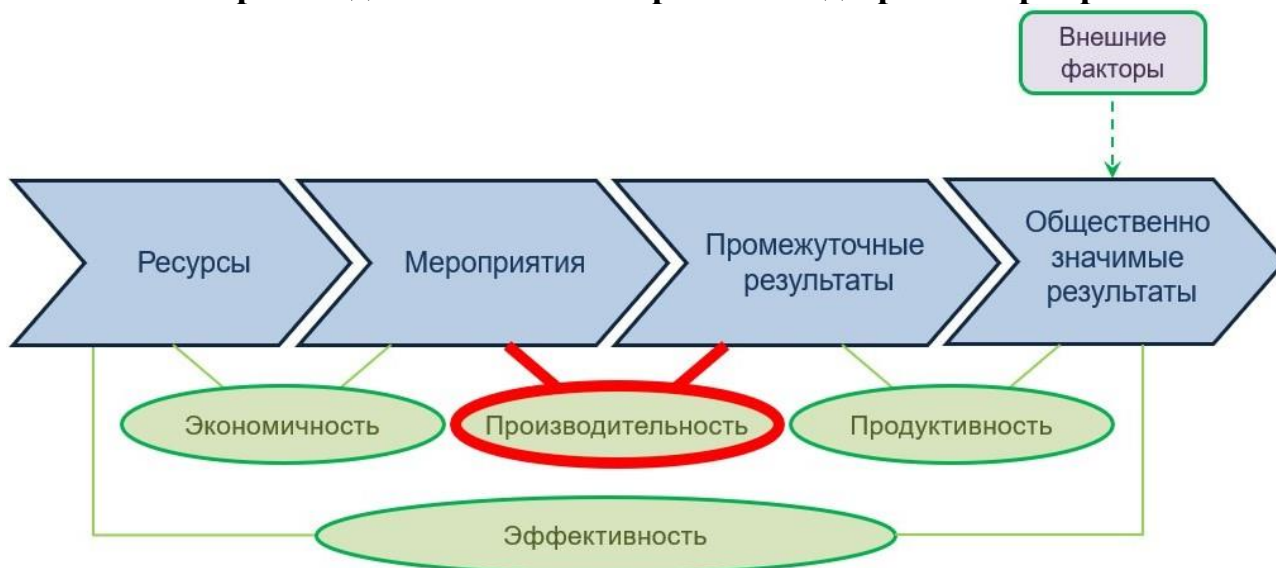 Внешние
факторы
Ресурсы
Мероприятия
Промежуточные
результаты
Общественно
значимые
результаты
Экономичность
Производительность
Продуктивность
Эффективность